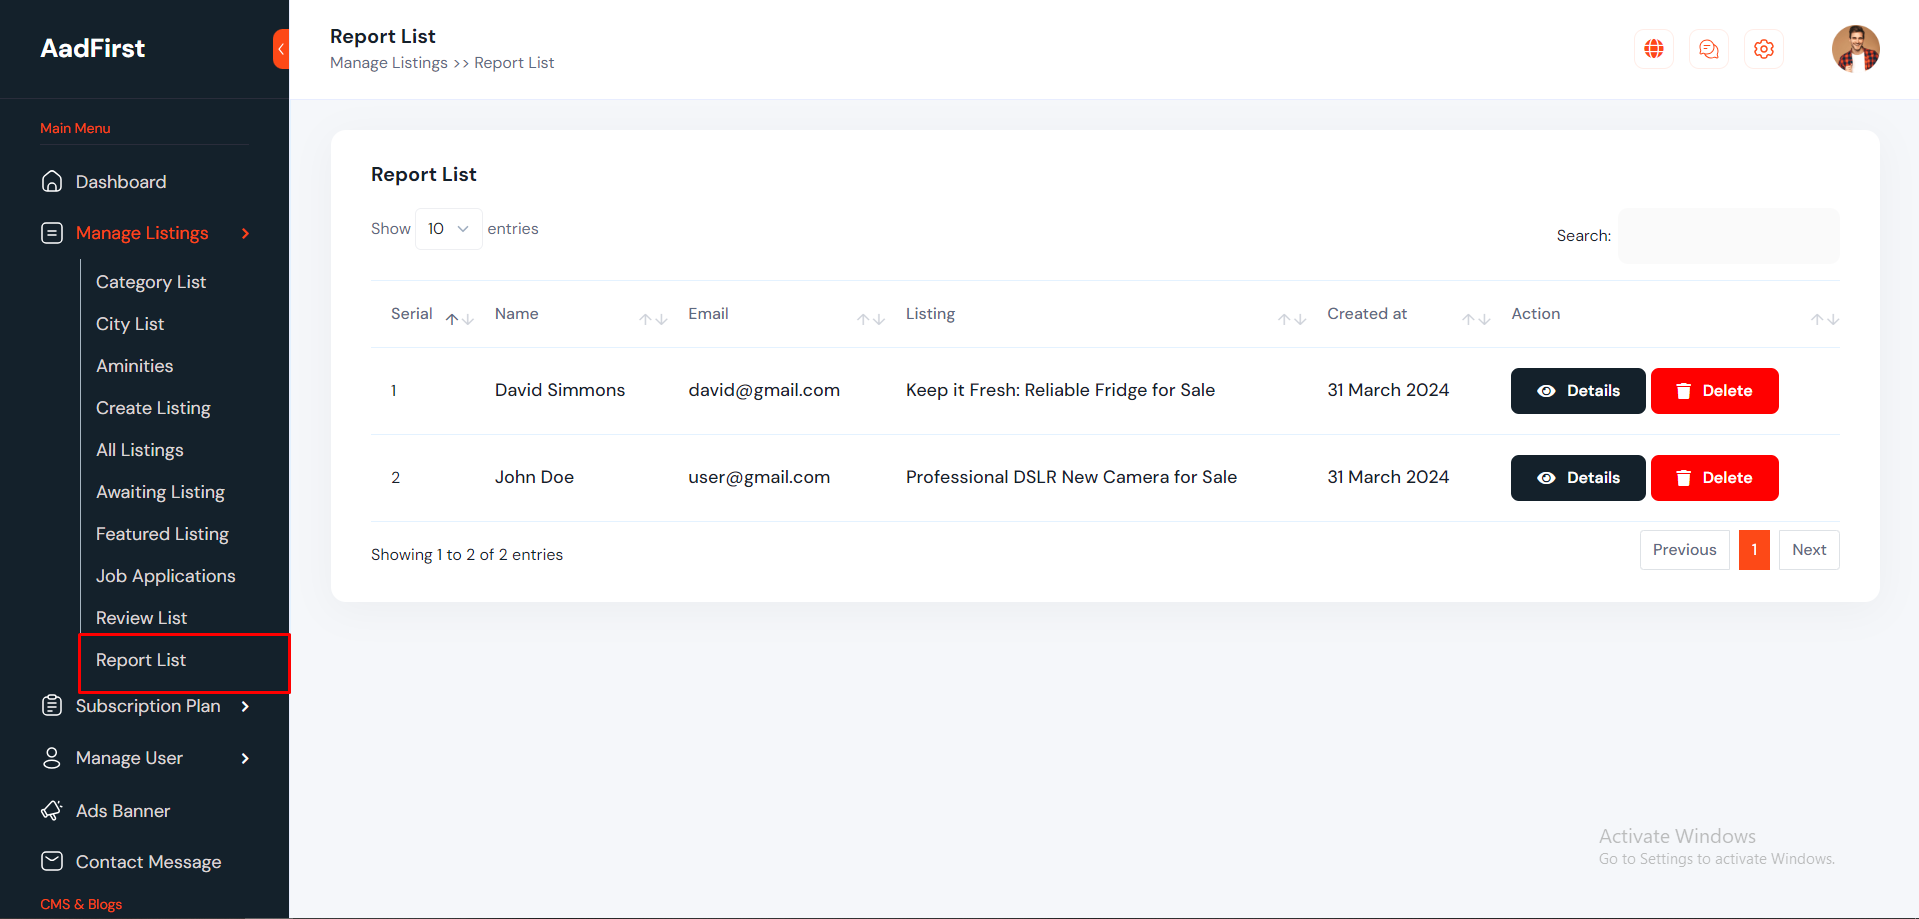 AadFirst
Main Menu
Dashboard
Manage Listings
Category List
City List
Aminities
Create Listing
All Listings
Awaiting Listing
Featured Listing
Job Applications
Review List
Report List
Subscription Plan
Manage User
Ads Banner
Contact Message
CMS & Blogs
Report List
Manage Listings >> Report List
Report List
Show 10 entries
Search:
Serial Name Email Listing Created at Action
1 David Simmons david@gmail.com Keep it Fresh: Reliable Fridge for Sale 31 March 2024 Details Delete
2 John Doe user@gmail.com Professional DSLR New Camera for Sale 31 March 2024 Details Delete
Showing 1 to 2 of 2 entries
Previous 1 Next
Activate Windows
Go to Settings to activate Windows.